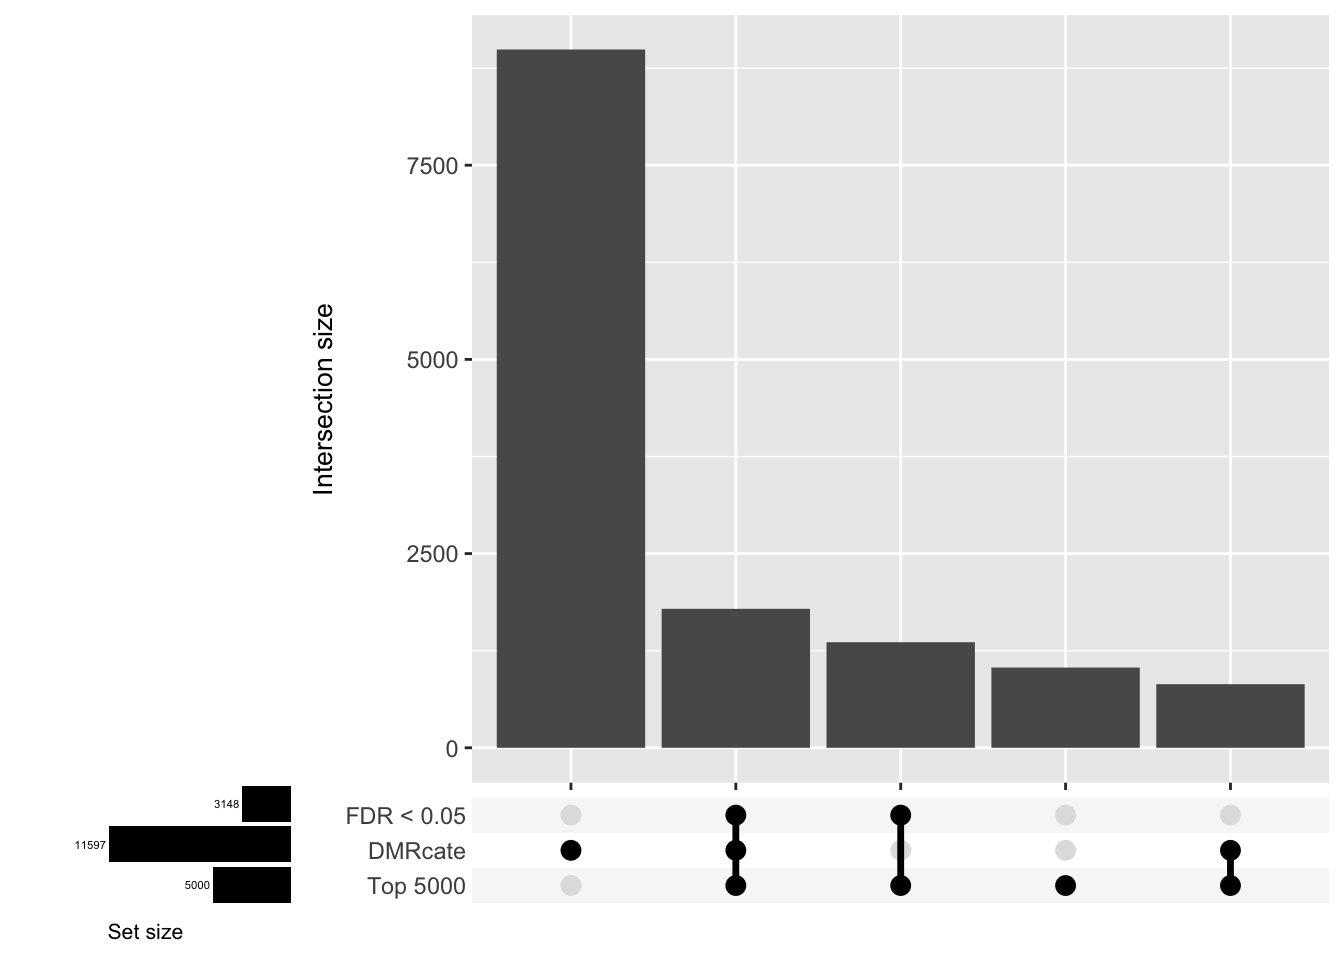 Intersection size
7500
5000
2500
0
3148
11597
5000
Set size
FDR < 0.05
DMRcate
Top 5000